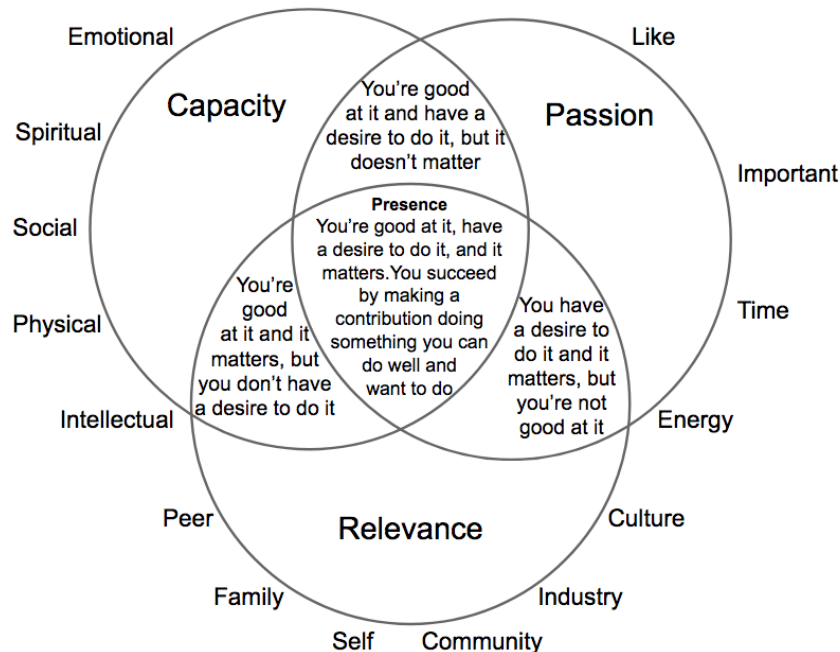 Emotional
Like
You're good
at it and have a
desire to do it, but it
doesn't matter
Capacity
Passion
Spiritual
Important
Presence
You're good at it, have
a desire to do it, and it
matters.You succeed
by making a
contribution doing
something you can
do well and
want to do
Social
You're
good
at it and it
matters, but
you don't have
a desire to do it
You have
a desire to
do it and it
matters, but
you're not
good at it
Physical
Time
Intellectual
Energy
Peer
Relevance
Culture
Family
Industry
Self
Community